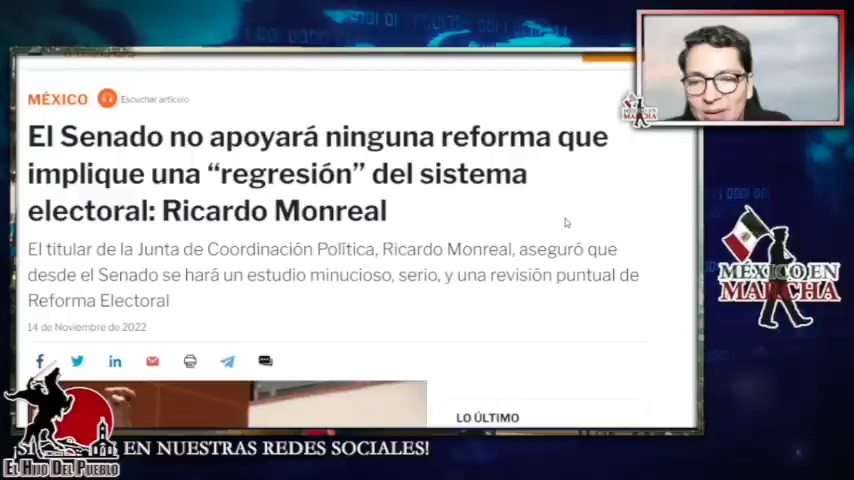 MÉXICO
Escuchar artículo
El Senado no apoyará ninguna reforma que
implique una “regresión” del sistema
electoral: Ricardo Monreal
El titular de la Junta de Coordinación Política, Ricardo Monreal, aseguró que
desde el Senado se hará un estudio minucioso, serio, y una revisión puntual de
Reforma Electoral
14 de Noviembre de 2022
LO ÚLTIMO
MÉXICO EN
MARCHA
MÉXICO EN
MARCHA
EN NUESTRAS REDES SOCIALES!
EL HIJO DEL PUEBLO